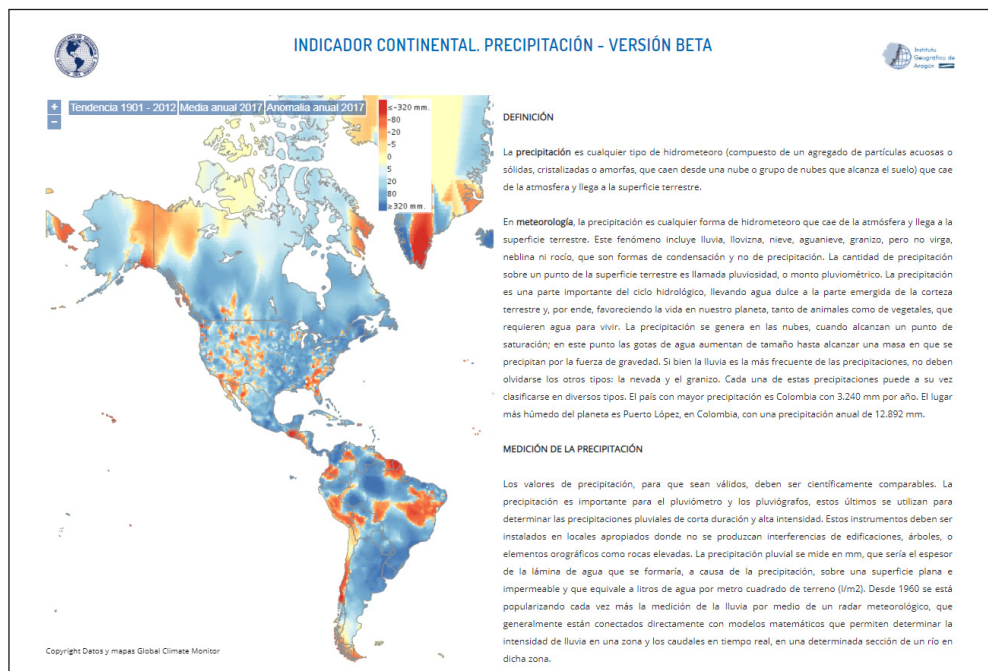 INDICADOR CONTINENTAL. PRECIPITACIÓN - VERSIÓN BETA
Instituto
Geográfico de
Aragón
+
−
Tendencia 1901 - 2012 Media anual 2017 Anomalia anual 2017
≤-320 mm.
-80
-20
0
5
20
80
≥320 mm.
DEFINICIÓN
La precipitación es cualquier tipo de hidrometeoro (compuesto de un agregado de partículas acuosas o
sólidas, cristalizadas o amorfas, que caen desde una nube o grupo de nubes que alcanza el suelo) que cae
de la atmosfera y llega a la superficie terrestre.
En meteorología, la precipitación es cualquier forma de hidrometeoro que cae de la atmósfera y llega a la
superficie terrestre. Este fenómeno incluye lluvia, llovizna, nieve, aguanieve, granizo, pero no virga,
neblina ni rocío, que son formas de condensación y no de precipitación. La cantidad de precipitación
sobre un punto de la superficie terrestre es llamada pluviosidad, o monto pluviométrico. La precipitación
es una parte importante del ciclo hidrológico, llevando agua dulce a la parte emergida de la corteza
terrestre y, por ende, favoreciendo la vida en nuestro planeta, tanto de animales como de vegetales, que
requieren agua para vivir. La precipitación se genera en las nubes, cuando alcanzan un punto de
saturación; en este punto las gotas de agua aumentan de tamaño hasta alcanzar una masa en que se
precipitan por la fuerza de gravedad. Si bien la lluvia es la más frecuente de las precipitaciones, no deben
olvidarse los otros tipos: la nevada y el granizo. Cada una de estas precipitaciones puede a su vez
clasificarse en diversos tipos. El país con mayor precipitación es Colombia con 3.240 mm por año. El lugar
más húmedo del planeta es Puerto López, en Colombia, con una precipitación anual de 12.892 mm.
MEDICIÓN DE LA PRECIPITACIÓN
Los valores de precipitación, para que sean válidos, deben ser científicamente comparables. La
precipitación es importante para el pluviómetro y los pluviógrafos, estos últimos se utilizan para
determinar las precipitaciones pluviales de corta duración y alta intensidad. Estos instrumentos deben ser
instalados en locales apropiados donde no se produzcan interferencias de edificaciones, árboles, o
elementos orográficos como rocas elevadas. La precipitación pluvial se mide en mm, que sería el espesor
de la lámina de agua que se formaría, a causa de la precipitación, sobre una superficie plana e
impermeable y que equivale a litros de agua por metro cuadrado de terreno (l/m2). Desde 1960 se está
popularizando cada vez más la medición de la lluvia por medio de un radar meteorológico, que
generalmente están conectados directamente con modelos matemáticos que permiten determinar la
intensidad de lluvia en una zona y los caudales en tiempo real, en una determinada sección de un río en
dicha zona.
Copyright Datos y mapas Global Climate Monitor